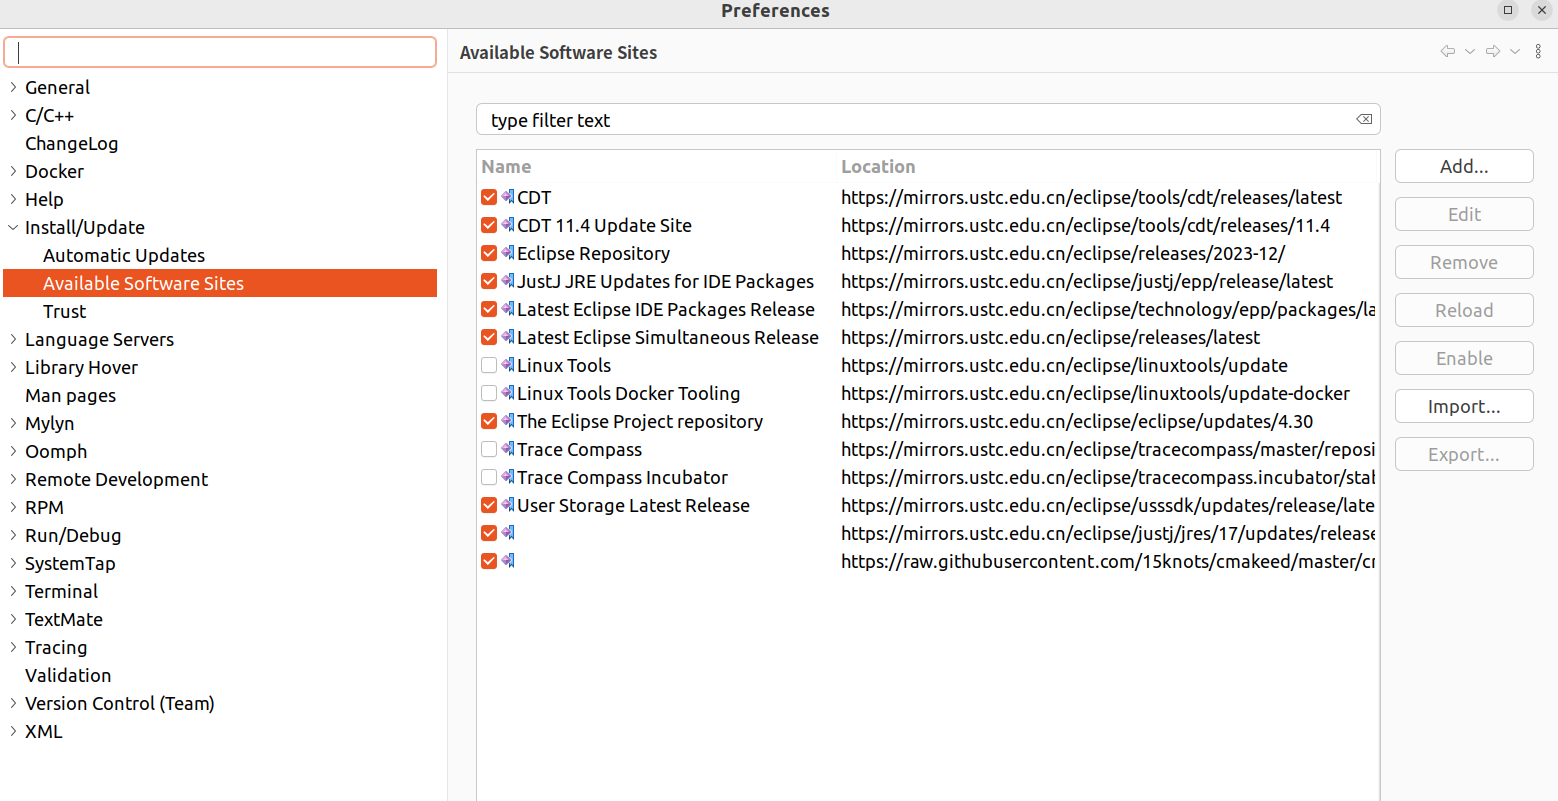 Preferences
Available Software Sites
General
C/C++
ChangeLog
Docker
Help
Install/Update
Automatic Updates
Available Software Sites
Trust
Language Servers
Library Hover
Man pages
Mylyn
Oomph
Remote Development
RPM
Run/Debug
SystemTap
Terminal
TextMate
Tracing
Validation
Version Control (Team)
XML
type filter text
Name Location
CDT https://mirrors.ustc.edu.cn/eclipse/tools/cdt/releases/latest
CDT 11.4 Update Site https://mirrors.ustc.edu.cn/eclipse/tools/cdt/releases/11.4
Eclipse Repository https://mirrors.ustc.edu.cn/eclipse/releases/2023-12/
JustJ JRE Updates for IDE Packages https://mirrors.ustc.edu.cn/eclipse/justj/epp/release/latest
Latest Eclipse IDE Packages Release https://mirrors.ustc.edu.cn/eclipse/technology/epp/packages/la
Latest Eclipse Simultaneous Release https://mirrors.ustc.edu.cn/eclipse/releases/latest
Linux Tools https://mirrors.ustc.edu.cn/eclipse/linuxtools/update
Linux Tools Docker Tooling https://mirrors.ustc.edu.cn/eclipse/linuxtools/update-docker
The Eclipse Project repository https://mirrors.ustc.edu.cn/eclipse/eclipse/updates/4.30
Trace Compass https://mirrors.ustc.edu.cn/eclipse/tracecompass/master/reposi
Trace Compass Incubator https://mirrors.ustc.edu.cn/eclipse/tracecompass.incubator/stab
User Storage Latest Release https://mirrors.ustc.edu.cn/eclipse/usssdk/updates/release/late
https://mirrors.ustc.edu.cn/eclipse/justj/jres/17/updates/release
https://raw.githubusercontent.com/15knots/cmakeed/master/cm
Add...
Edit
Remove
Reload
Enable
Import...
Export...